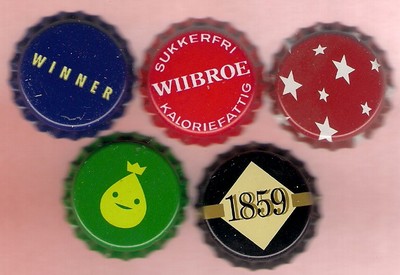 WINNER
SUKKERFRI
WIIBROE
KALORIEFATTIG
1859